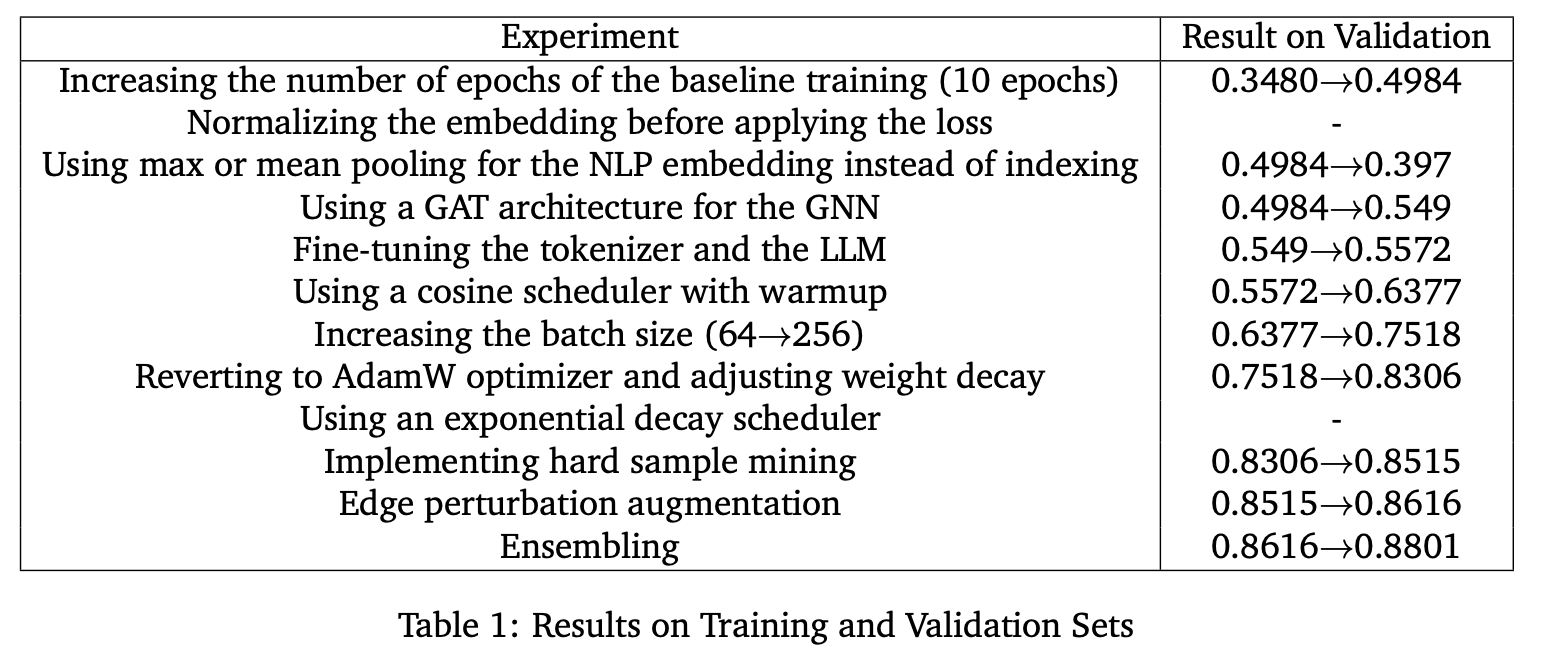 Experiment Result on Validation
Increasing the number of epochs of the baseline training (10 epochs) 0.3480→0.4984
Normalizing the embedding before applying the loss -
Using max or mean pooling for the NLP embedding instead of indexing 0.4984→0.397
Using a GAT architecture for the GNN 0.4984→0.549
Fine-tuning the tokenizer and the LLM 0.549→0.5572
Using a cosine scheduler with warmup 0.5572→0.6377
Increasing the batch size (64→256) 0.6377→0.7518
Reverting to AdamW optimizer and adjusting weight decay 0.7518→0.8306
Using an exponential decay scheduler -
Implementing hard sample mining 0.8306→0.8515
Edge perturbation augmentation 0.8515→0.8616
Ensembling 0.8616→0.8801
Table 1: Results on Training and Validation Sets